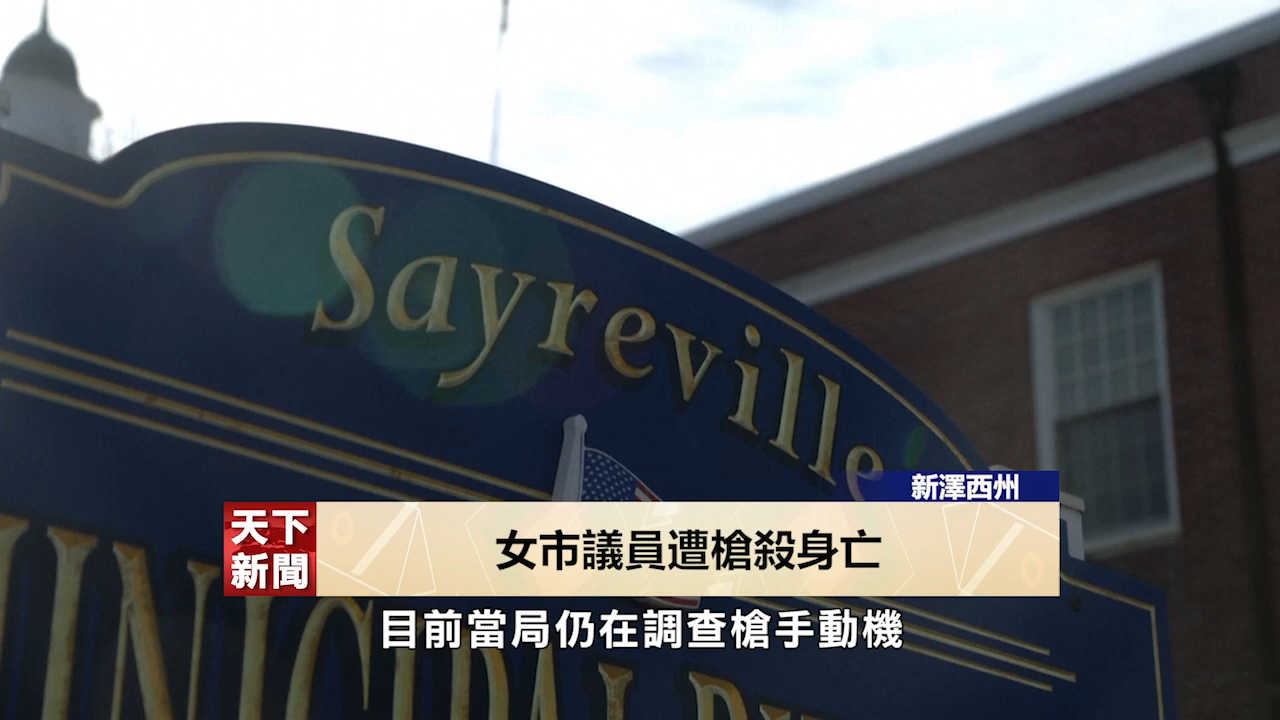 Sayreville
新澤西州
天下
新聞
女市議員遭槍殺身亡
目前當局仍在調查槍手動機